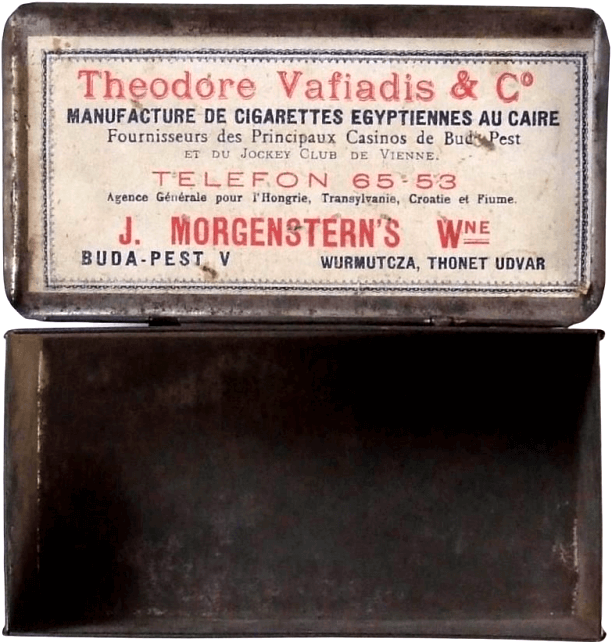 Theodore Vafiadis & Cº
MANUFACTURE DE CIGARETTES EGYPTIENNES AU CAIRE
Fournisseurs des Principaux Casinos de Buda Pest
ET DU JOCKEY CLUB DE VIENNE.
TELEFON 65-53
Agence Générale pour l'Hongrie, Transylvanie, Croatie et Fiume.
J. MORGENSTERN'S WNE
BUDA-PEST V WURMUTCZA, THONET UDVAR